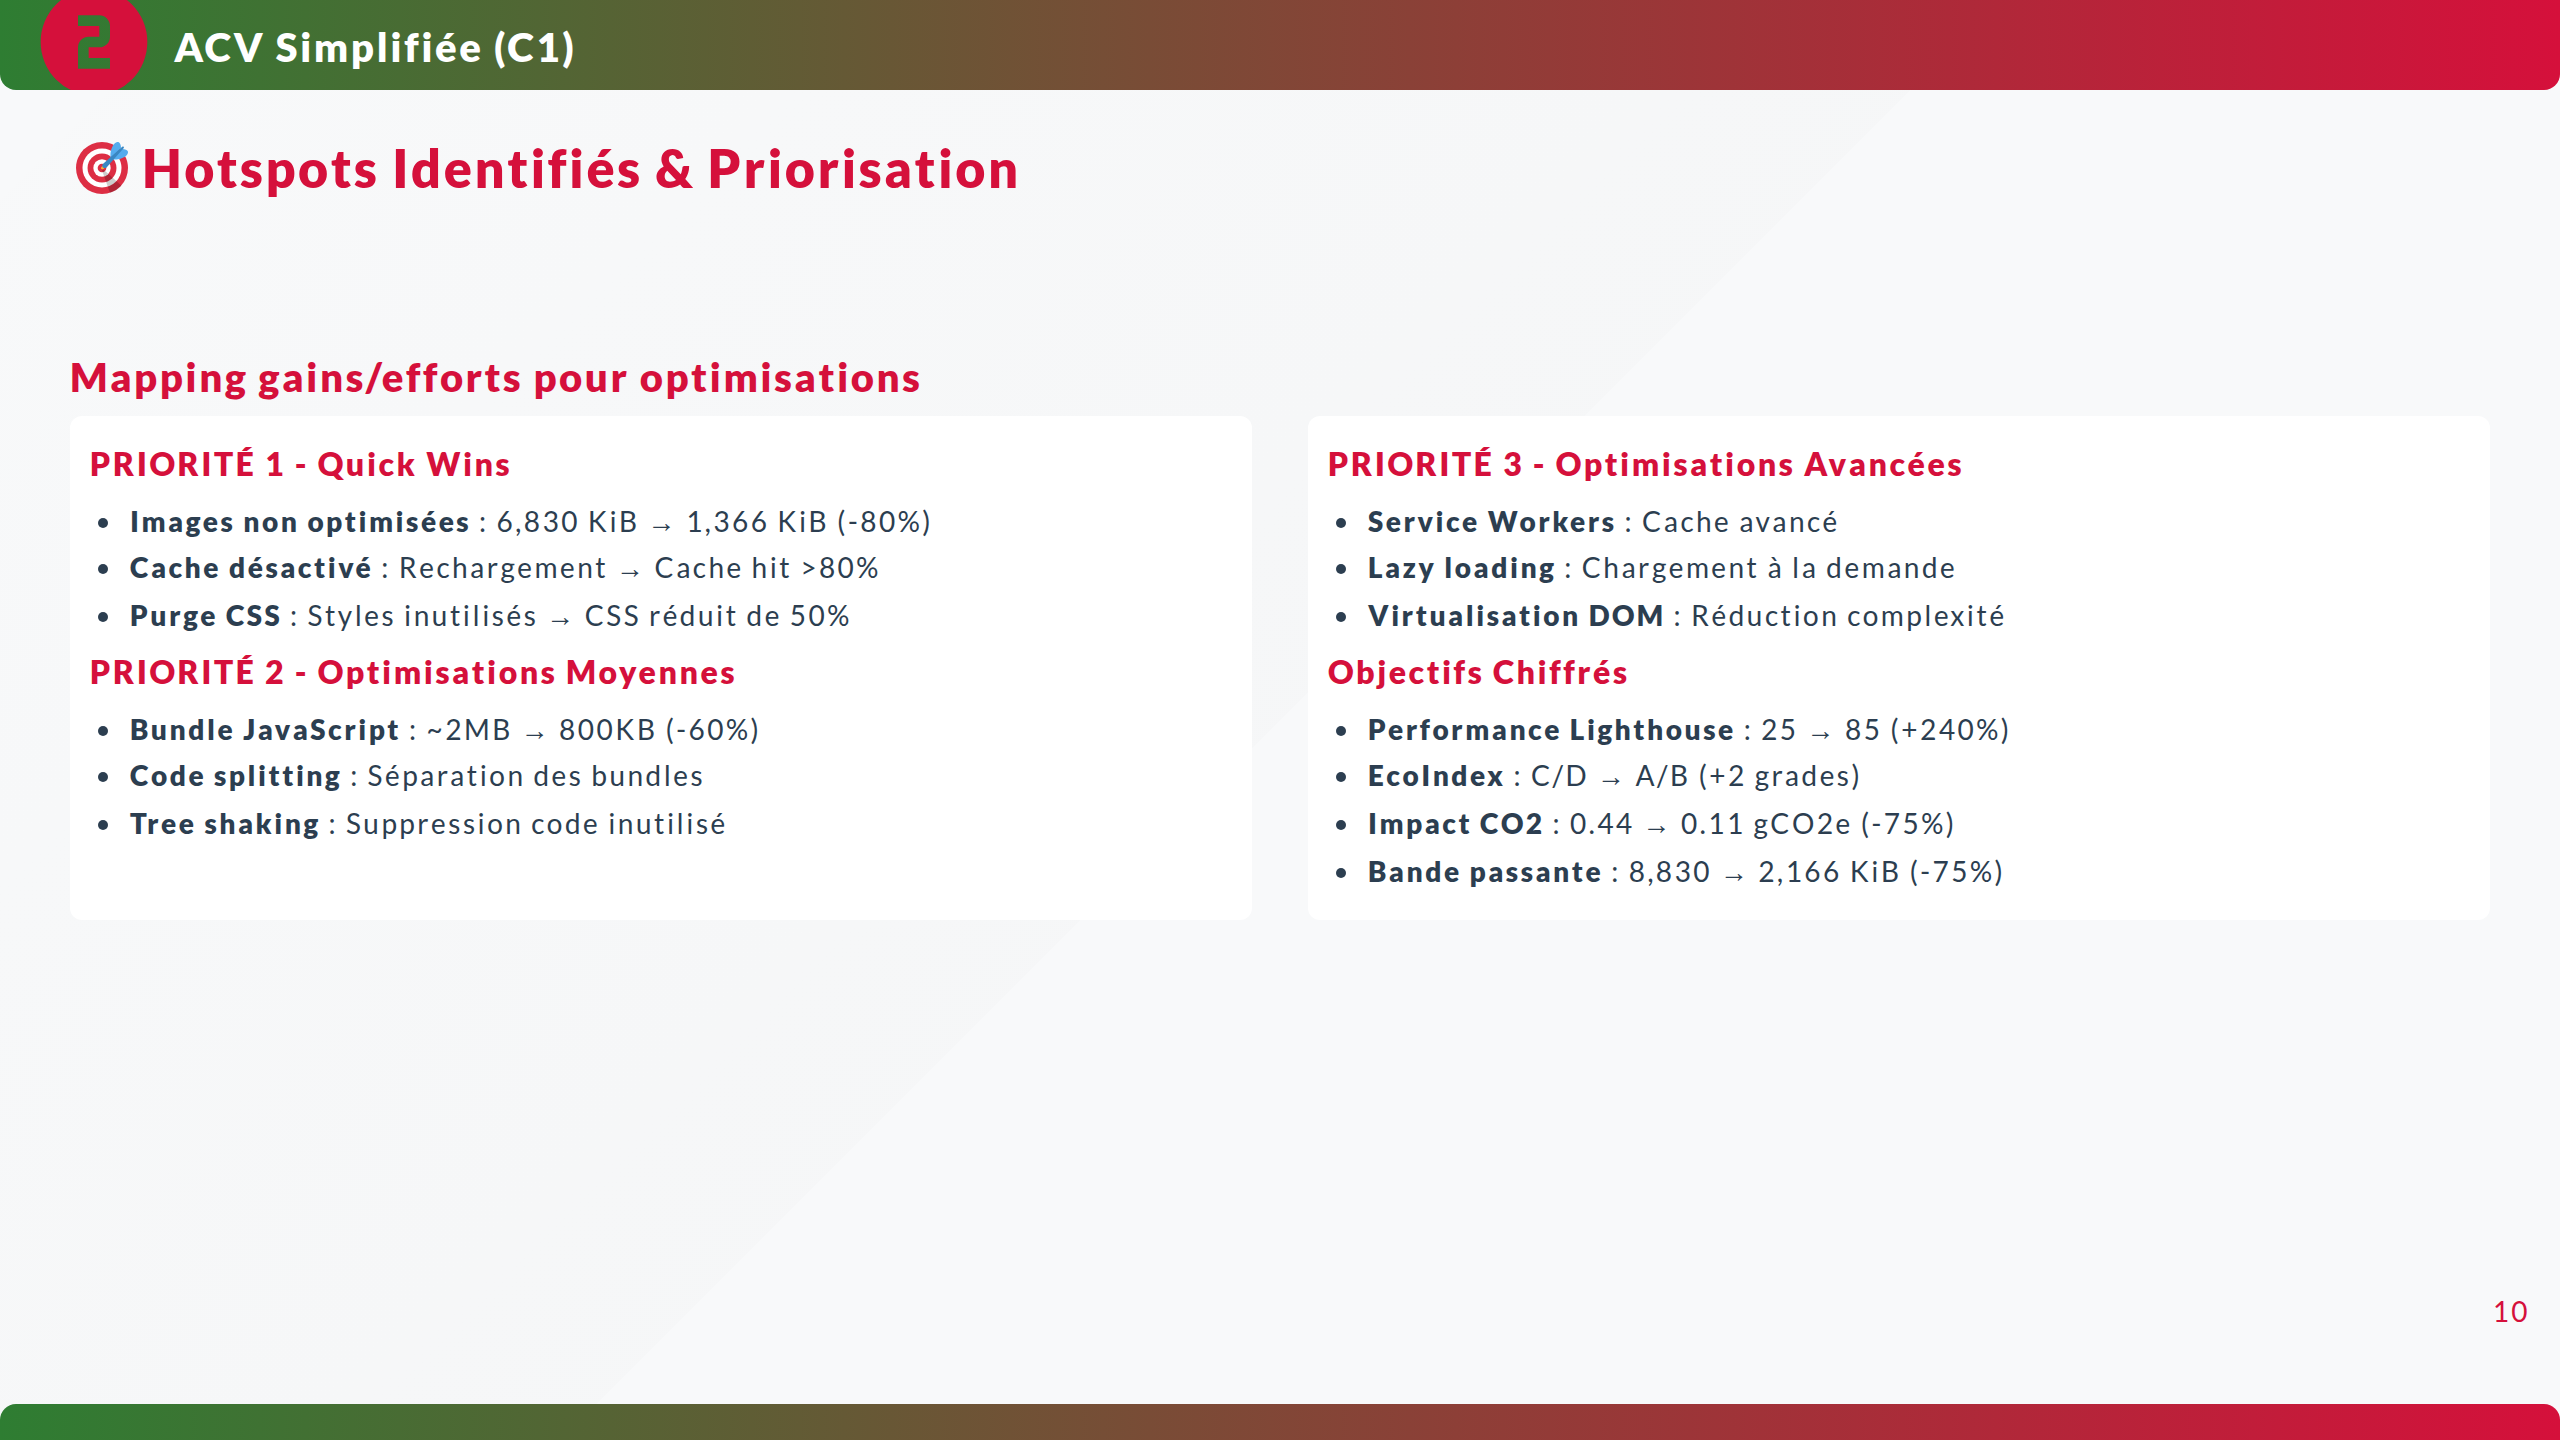 2
ACV Simplifiée (C1)
🎯 Hotspots Identifiés & Priorisation
Mapping gains/efforts pour optimisations
PRIORITÉ 1 - Quick Wins
• Images non optimisées : 6,830 KiB → 1,366 KiB (-80%)
• Cache désactivé : Rechargement → Cache hit >80%
• Purge CSS : Styles inutilisés → CSS réduit de 50%
PRIORITÉ 2 - Optimisations Moyennes
• Bundle JavaScript : ~2MB → 800KB (-60%)
• Code splitting : Séparation des bundles
• Tree shaking : Suppression code inutilisé
PRIORITÉ 3 - Optimisations Avancées
• Service Workers : Cache avancé
• Lazy loading : Chargement à la demande
• Virtualisation DOM : Réduction complexité
Objectifs Chiffrés
• Performance Lighthouse : 25 → 85 (+240%)
• EcoIndex : C/D → A/B (+2 grades)
• Impact CO2 : 0.44 → 0.11 gCO2e (-75%)
• Bande passante : 8,830 → 2,166 KiB (-75%)
10